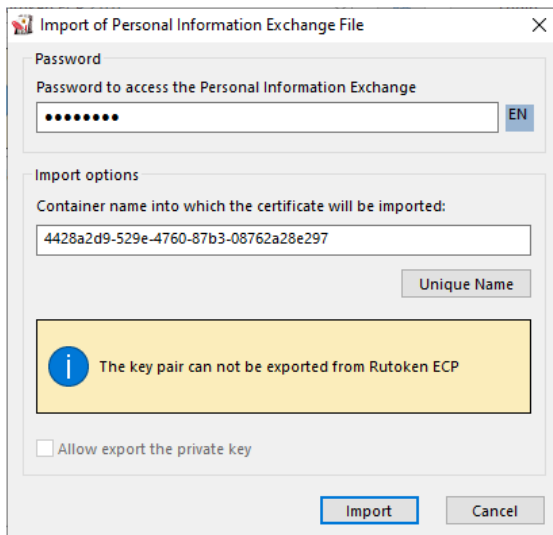 Import of Personal Information Exchange File
Password
Password to access the Personal Information Exchange
••••••••
EN
Import options
Container name into which the certificate will be imported:
4428a2d9-529e-4760-87b3-08762a28e297
Unique Name
The key pair can not be exported from Rutoken ECP
Allow export the private key
Import
Cancel